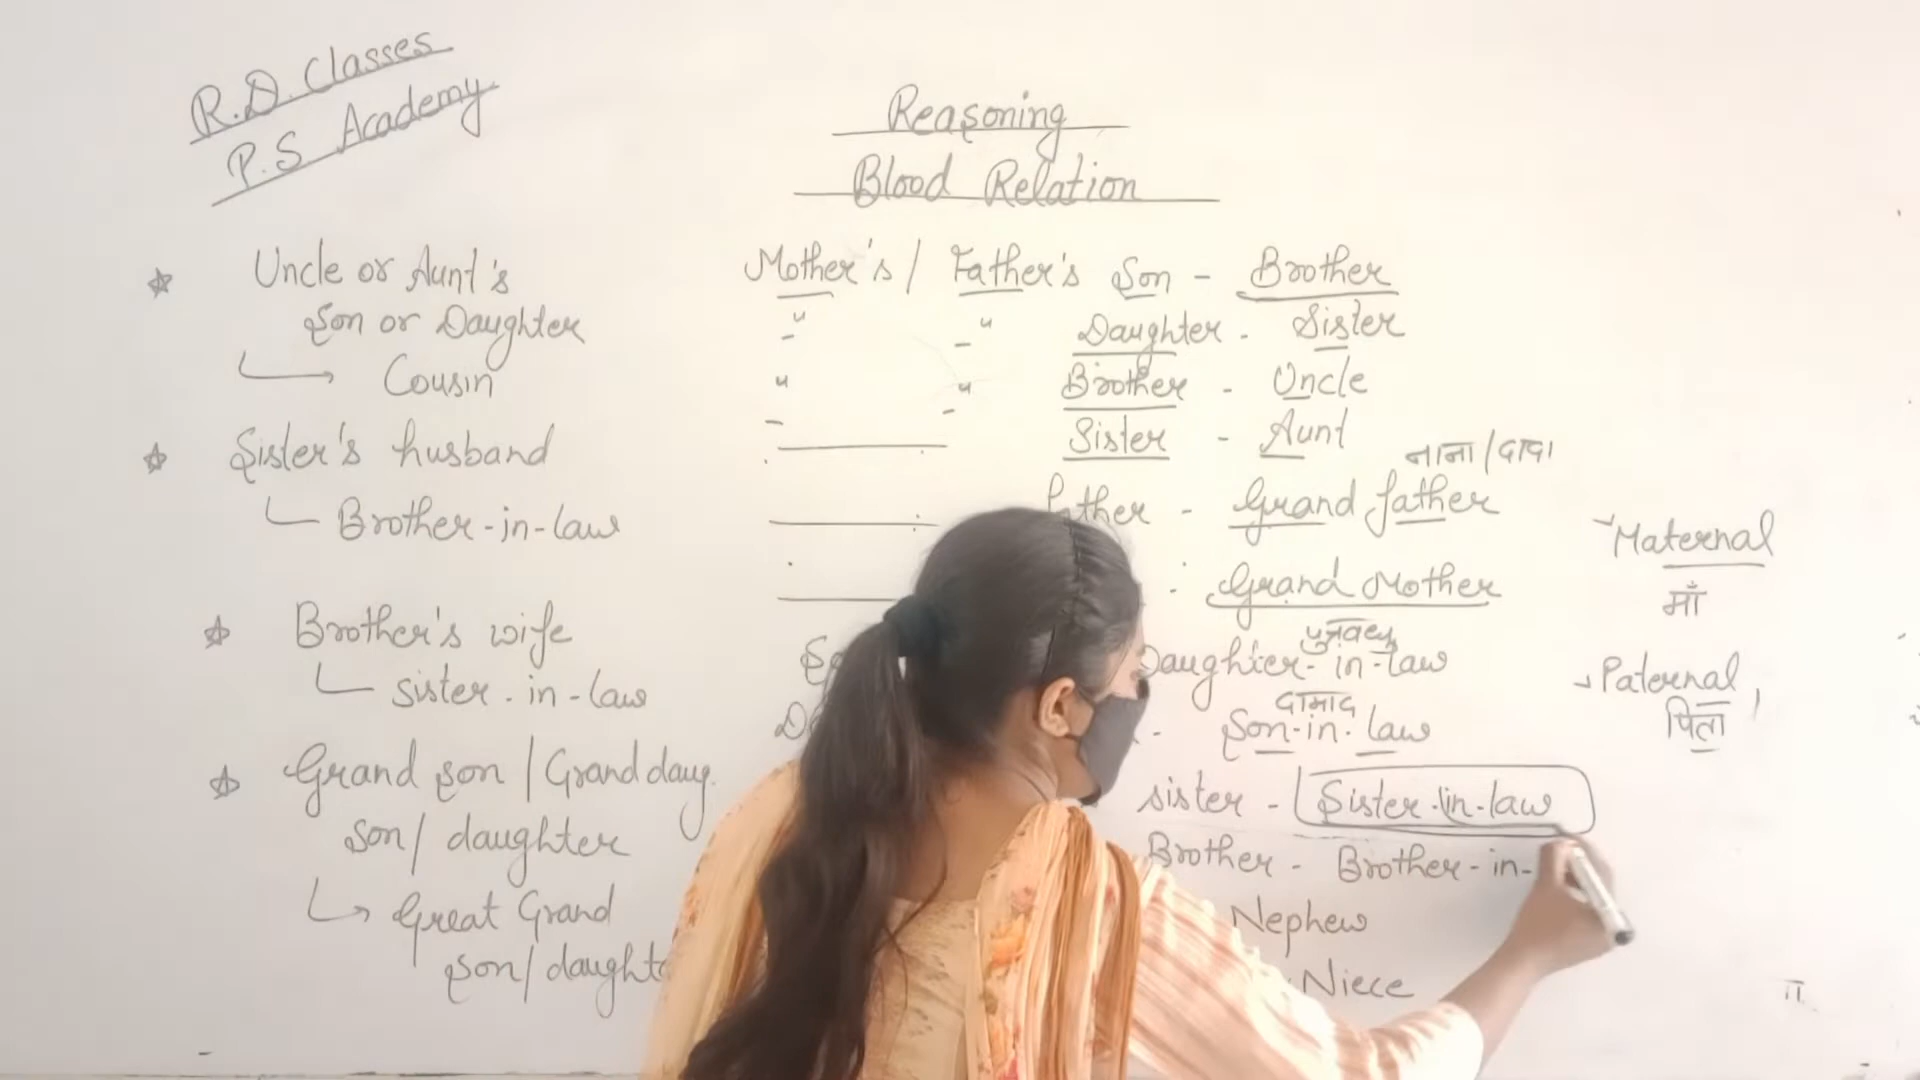 R.D. Classes
P.S Academy
Reasoning
Blood Relation
☆ Uncle or Aunt's
Son or Daughter
↳ Cousin
☆ Sister's husband
Brother-in-law
☆ Brother's wife
sister-in-law
☆ Grand son / Grand daug.
son / daughter
↳ Great Grand
son / daught
Mother's / Father's Son - Brother
" " Daughter - Sister
" " Brother - Uncle
Sister - Aunt
नाना / दादा
father - Grand father
Grand Mother
पुत्रवधु
Daughter-in-law
दामाद
Son-in-law
sister - Sister-in-law
Brother - Brother-in-
Nephew
Niece
Maternal
माँ
Paternal
पिता